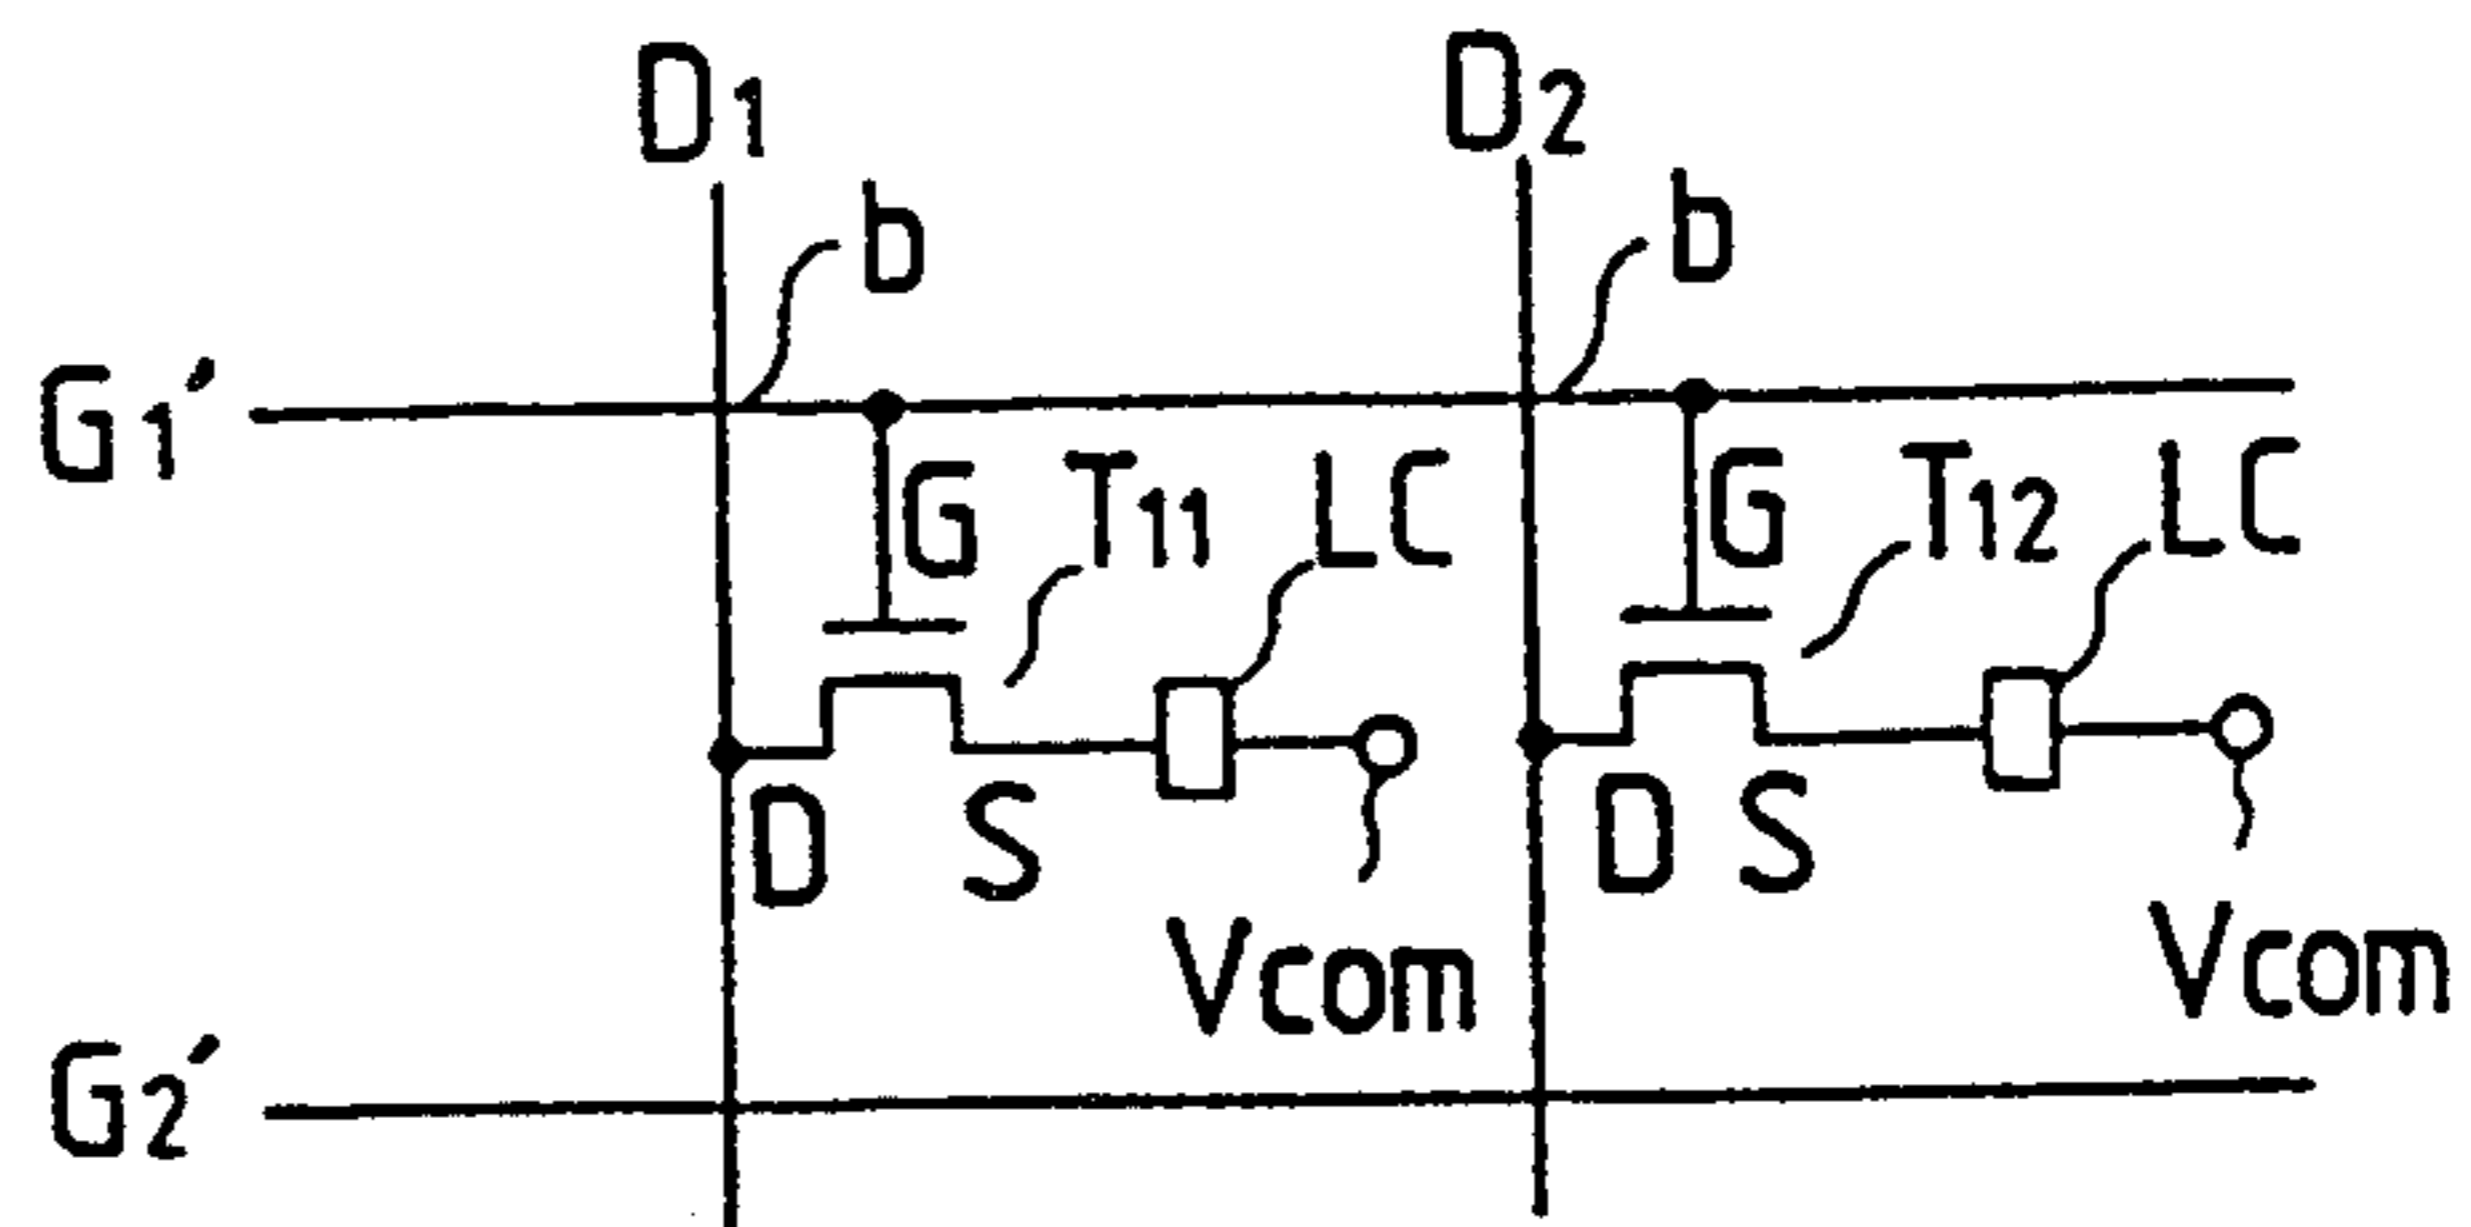 D1 D2
b b
G1′
G T11 LC G T12 LC
D S D S
Vcom Vcom
G2′